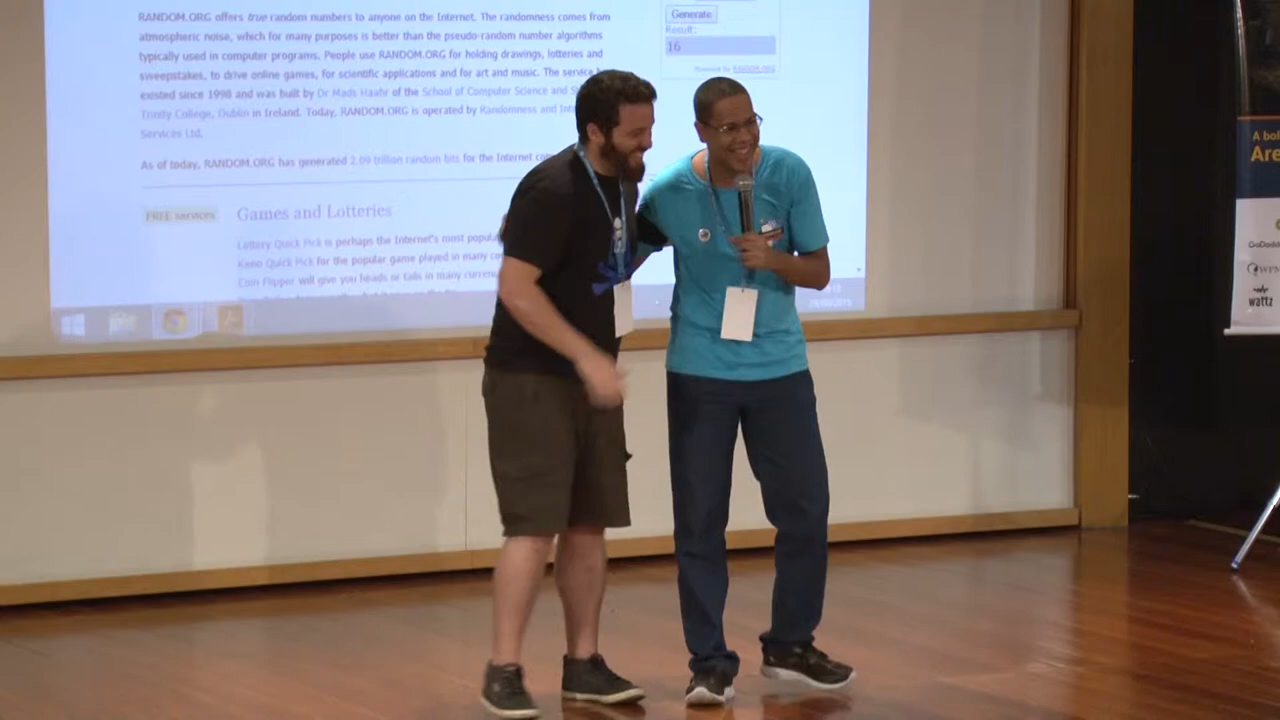 RANDOM.ORG offers true random numbers to anyone on the Internet. The randomness comes from
atmospheric noise, which for many purposes is better than the pseudo-random number algorithms
typically used in computer programs. People use RANDOM.ORG for holding drawings, lotteries and
sweepstakes, to drive online games, for scientific applications and for art and music. The service
existed since 1998 and was built by Dr Mads Haahr of the School of Computer Science and
Trinity College, Dublin in Ireland. Today, RANDOM.ORG is operated by Randomness and
Services Ltd.
As of today, RANDOM.ORG has generated 2.09 trillion random bits for the Internet
FREE services
Games and Lotteries
Lottery Quick Pick is perhaps the Internet's most
Keno Quick Pick for the popular game played in many
Coin Flipper will give you heads or tails in many
Generate
Result:
16
Powered by RANDOM.ORG
A
Are
wattz